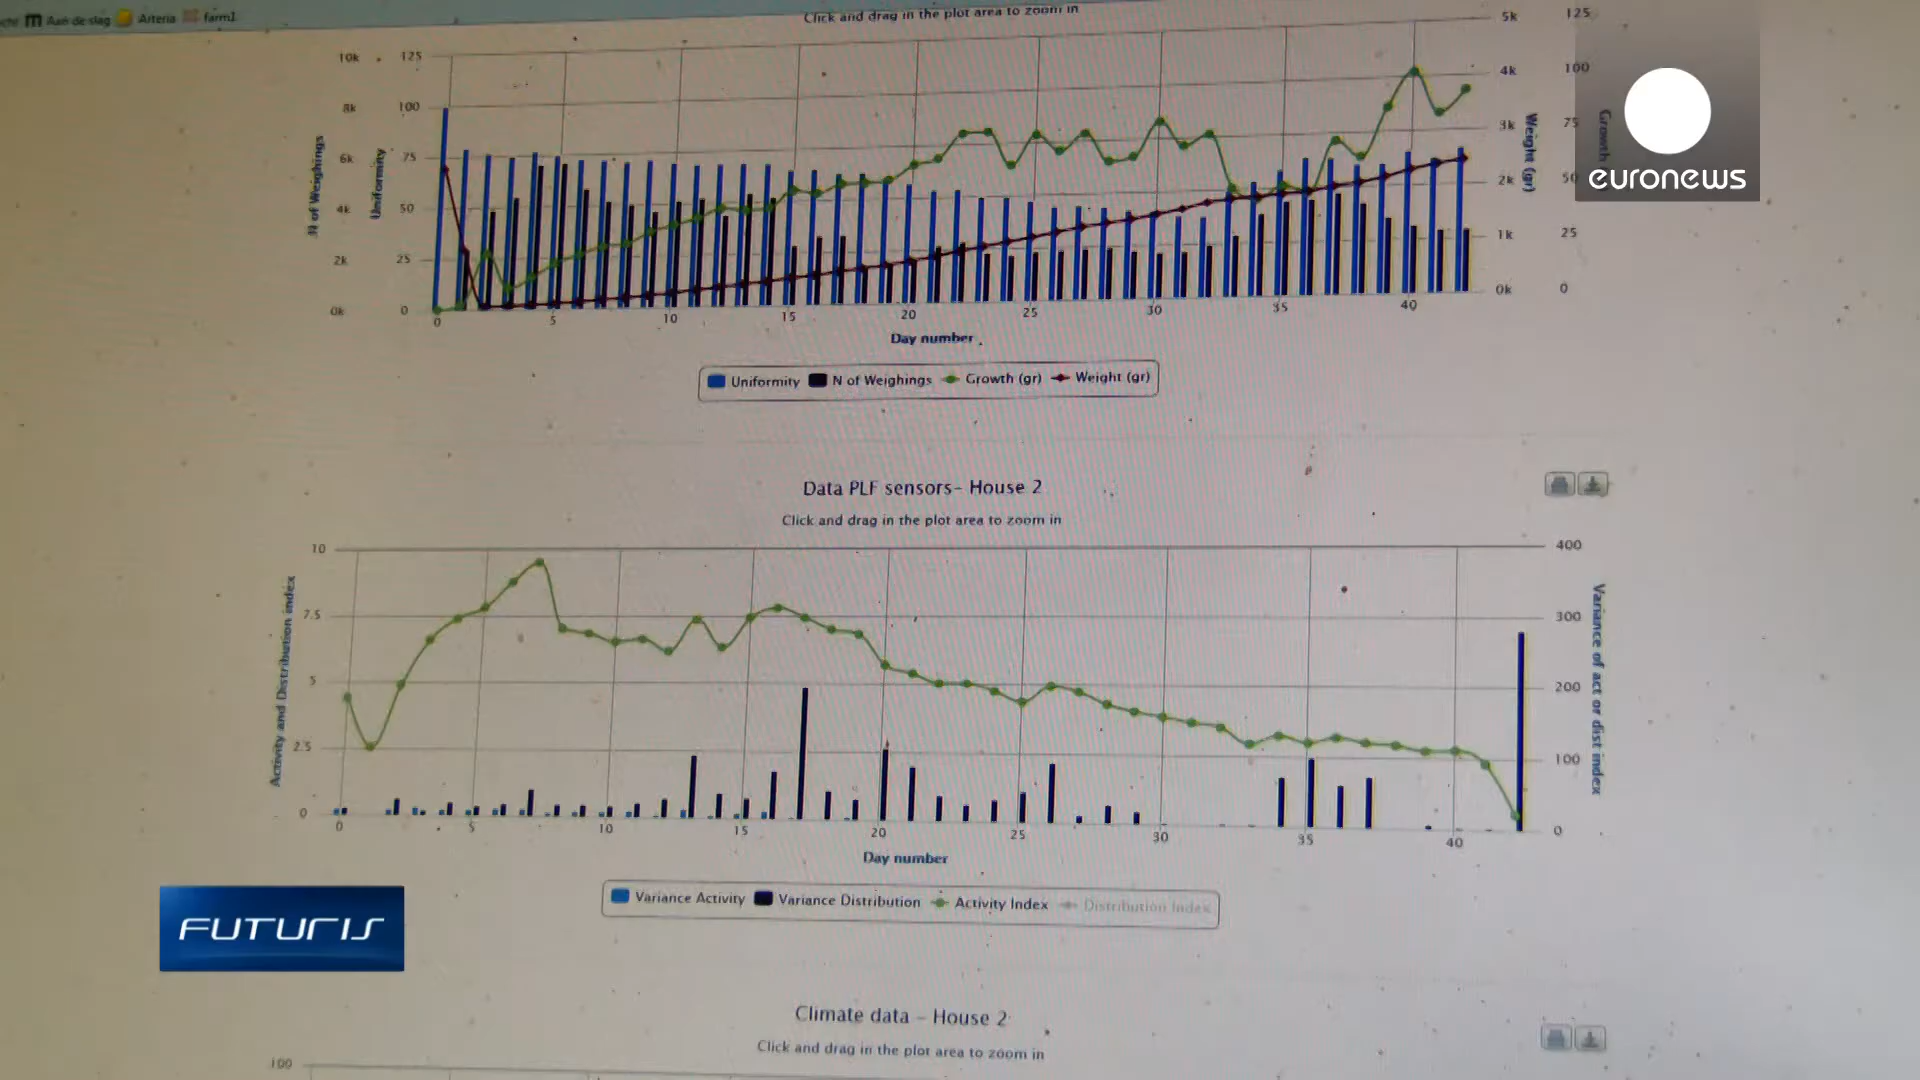 Aan de slag Arteria farm1
Click and drag in the plot area to zoom in
10k 125 5k 125
8k 100 4k 100
6k 75 3k 75
4k 50 2k 50
2k 25 1k 25
0k 0 0k 0
N of Weighings
Uniformity
Weight (gr)
Growth
euronews
0 5 10 15 20 25 30 35 40
Day number
Uniformity N of Weighings Growth (gr) Weight (gr)
Data PLF sensors- House 2
Click and drag in the plot area to zoom in
10 400
7.5 300
5 200
2.5 100
0 0
Activity and Distribution index
Variance of act or dist index
0 5 10 15 20 25 30 35 40
Day number
Variance Activity Variance Distribution Activity Index Distribution Index
FUTURIS
Climate data - House 2
Click and drag in the plot area to zoom in
100